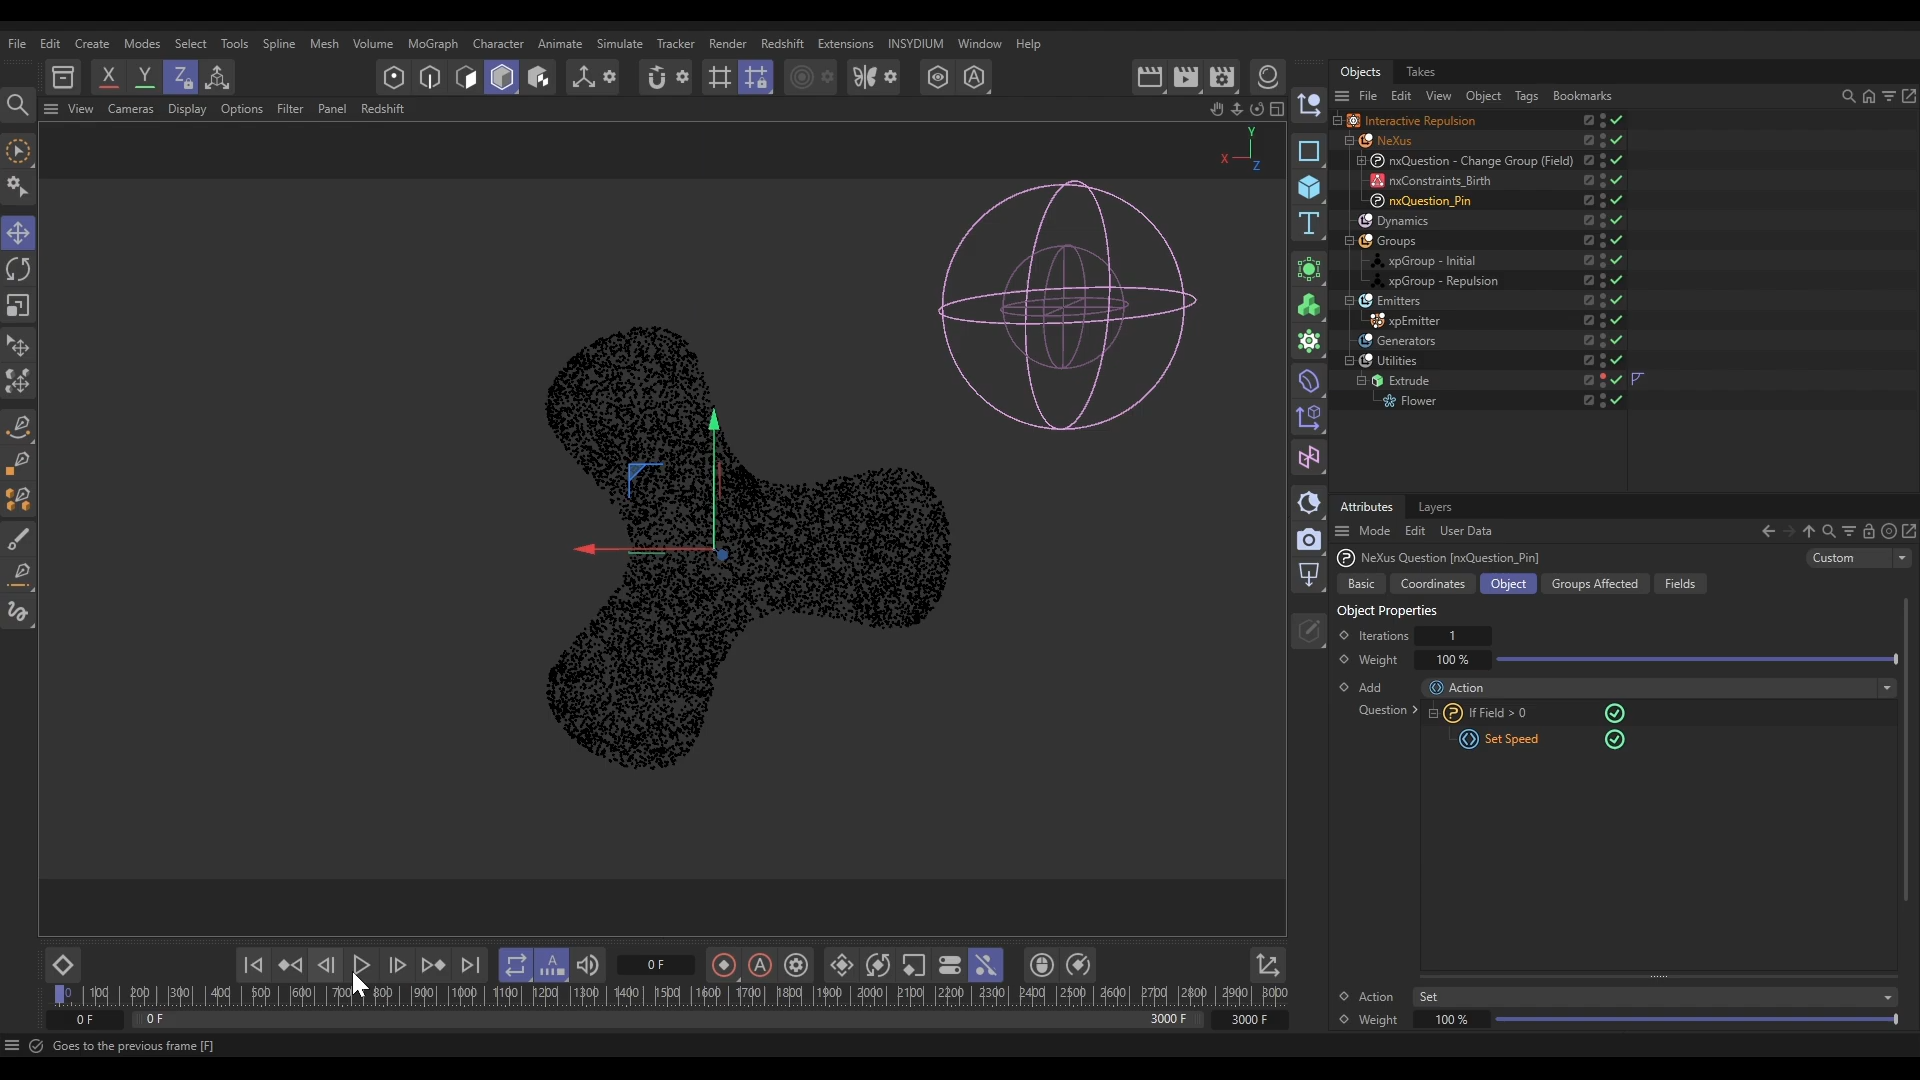 File Edit Create Modes Select Tools Spline Mesh Volume MoGraph Character Animate Simulate Tracker Render Redshift Extensions INSYDIUM Window Help
X Y Z
View Cameras Display Options Filter Panel Redshift
Y
X
Z
Objects Takes
File Edit View Object Tags Bookmarks
Interactive Repulsion
NeXus
nxQuestion - Change Group (Field)
nxConstraints_Birth
nxQuestion_Pin
Dynamics
Groups
xpGroup - Initial
xpGroup - Repulsion
Emitters
xpEmitter
Generators
Utilities
Extrude
Flower
Attributes Layers
Mode Edit User Data
NeXus Question [nxQuestion_Pin] Custom
Basic Coordinates Object Groups Affected Fields
Object Properties
Iterations 1
Weight 100 %
Add Action
Question If Field > 0
Set Speed
Action Set
Weight 100 %
0 F
0 100 200 300 400 500 600 700 800 900 1000 1100 1200 1300 1400 1500 1600 1700 1800 1900 2000 2100 2200 2300 2400 2500 2600 2700 2800 2900 3000
0 F 0 F 3000 F 3000 F
Goes to the previous frame [F]